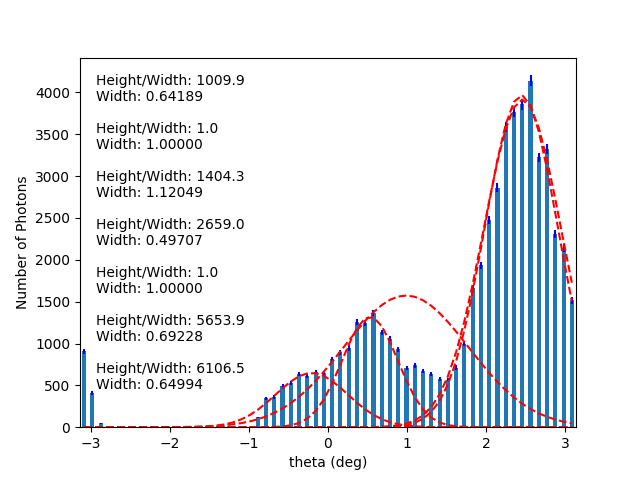 Height/Width: 1009.9
Width: 0.64189
Height/Width: 1.0
Width: 1.00000
Height/Width: 1404.3
Width: 1.12049
Height/Width: 2659.0
Width: 0.49707
Height/Width: 1.0
Width: 1.00000
Height/Width: 5653.9
Width: 0.69228
Height/Width: 6106.5
Width: 0.64994
Number of Photons
4000
3500
3000
2500
2000
1500
1000
500
0
−3 −2 −1 0 1 2 3
theta (deg)